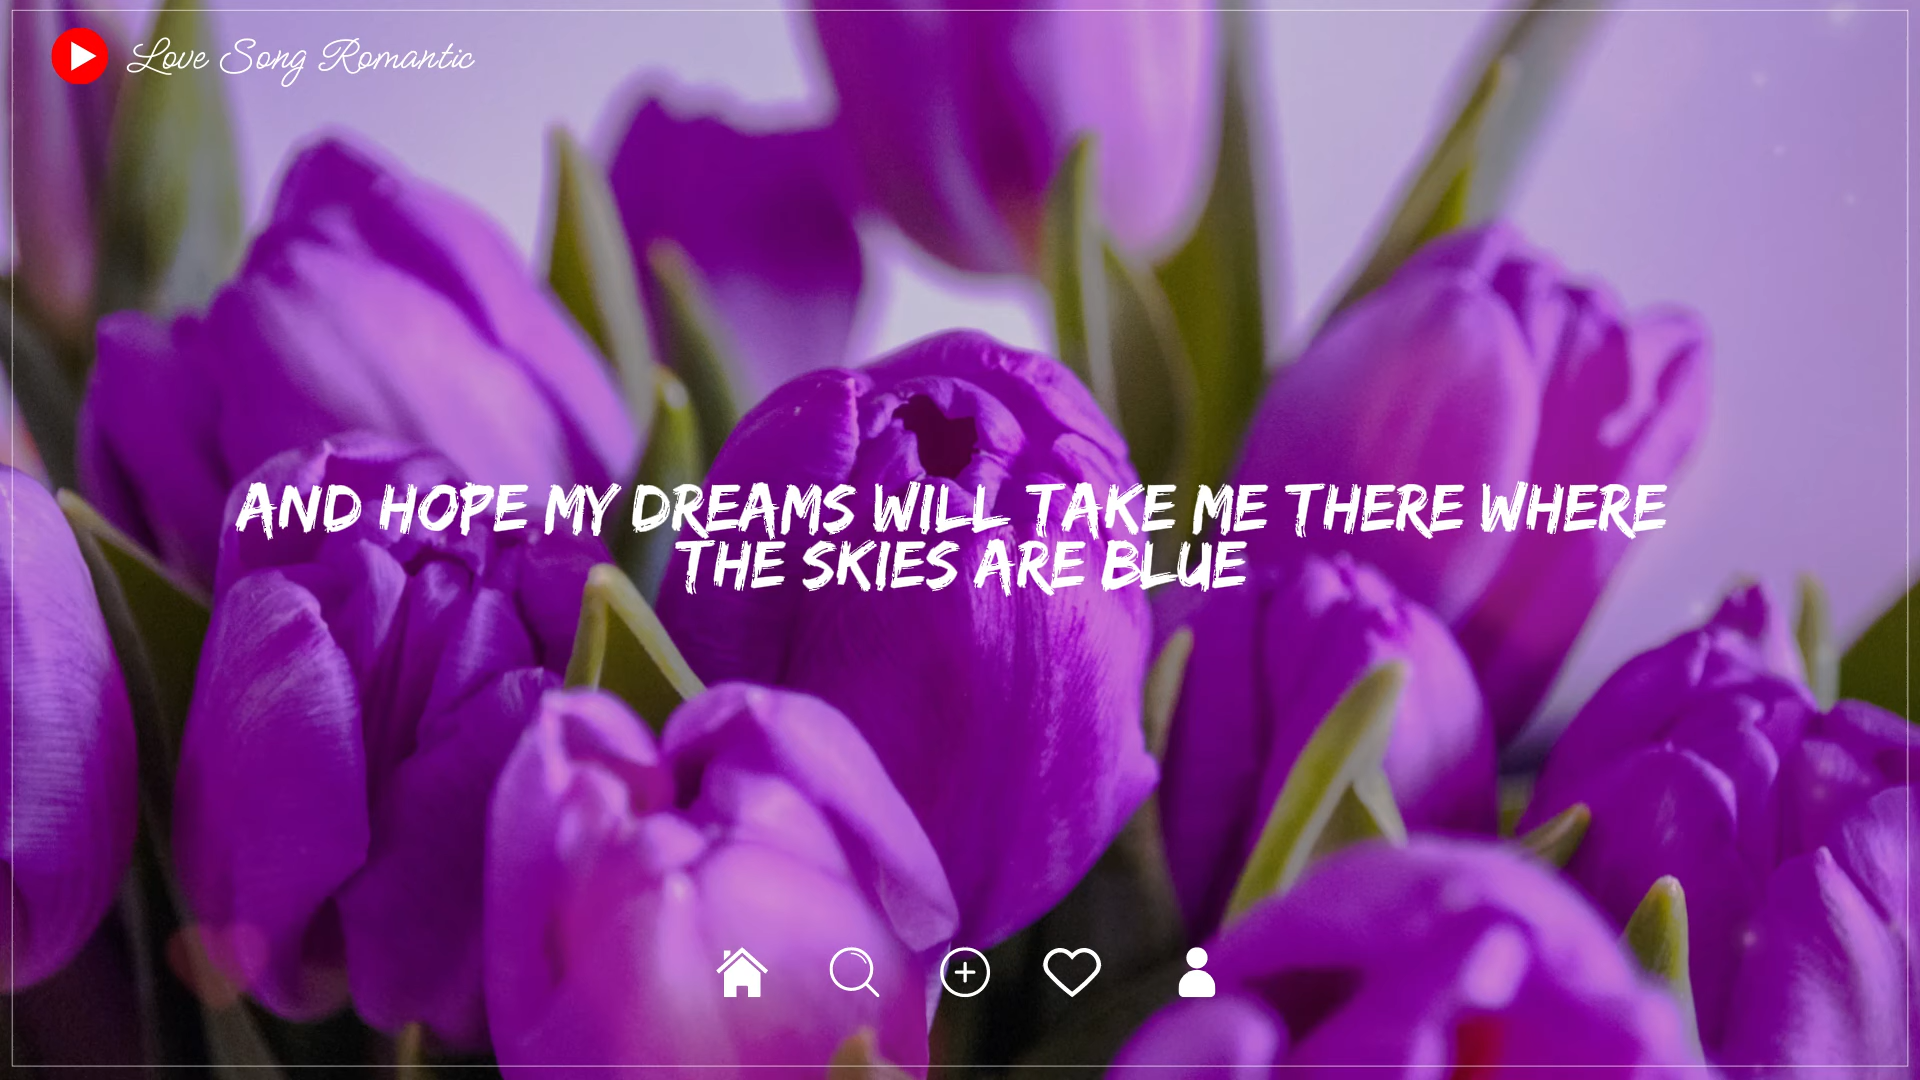 Love Song Romantic
AND HOPE MY DREAMS WILL TAKE ME THERE WHERE
THE SKIES ARE BLUE